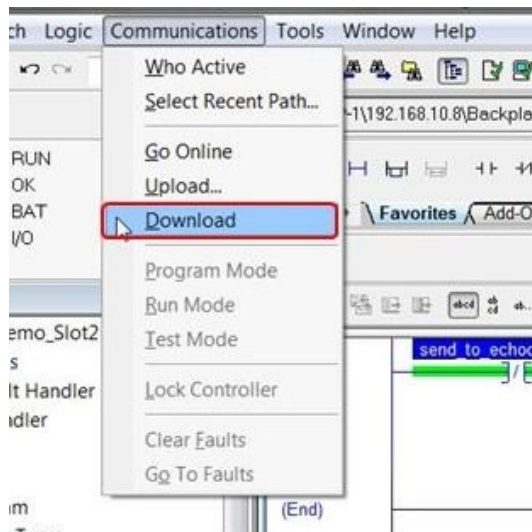 ch Logic Communications Tools Window Help
Who Active
Select Recent Path...
-1\192.168.10.8\Backpla
RUN
Go Online
OK
Upload...
BAT
Download
Favorites Add-O
I/O
Program Mode
Run Mode
emo_Slot2
Test Mode
send_to_echo
s
lt Handler
Lock Controller
dler
Clear Faults
Go To Faults
m
(End)